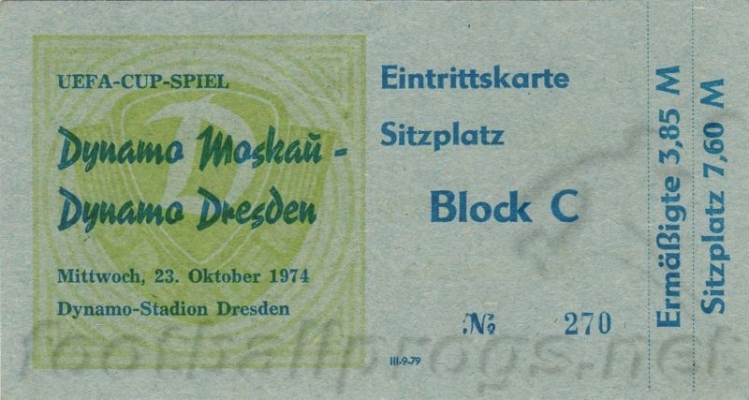 UEFA-CUP-SPIEL
Dynamo Moskau -
Dynamo Dresden
Mittwoch, 23. Oktober 1974
Dynamo-Stadion Dresden
Eintrittskarte
Sitzplatz
Block C
№ 270
III-9-79
Ermäßigte 3,85 M
Sitzplatz 7,60 M
footballprogs.net